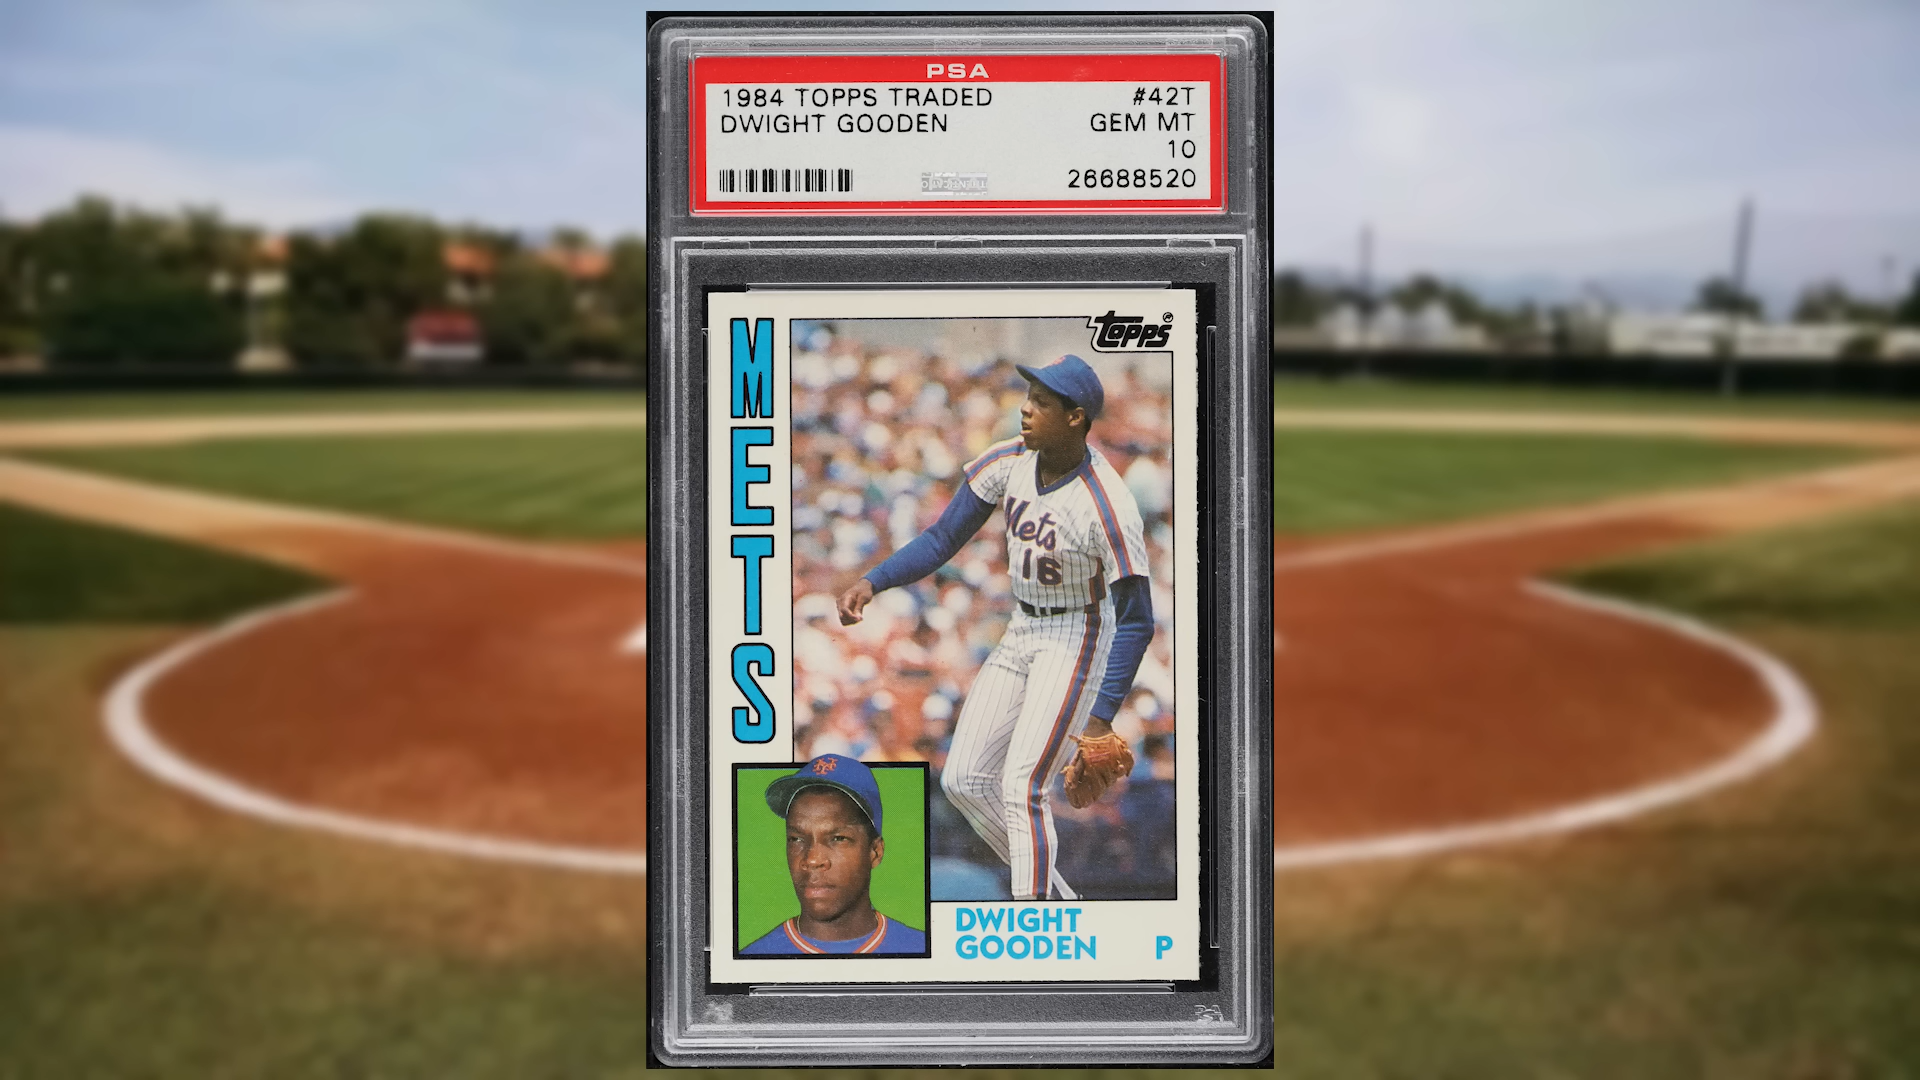 PSA
1984 TOPPS TRADED #42T
DWIGHT GOODEN GEM MT
10
26688520
Topps
METS
Mets
16
DWIGHT
GOODEN P